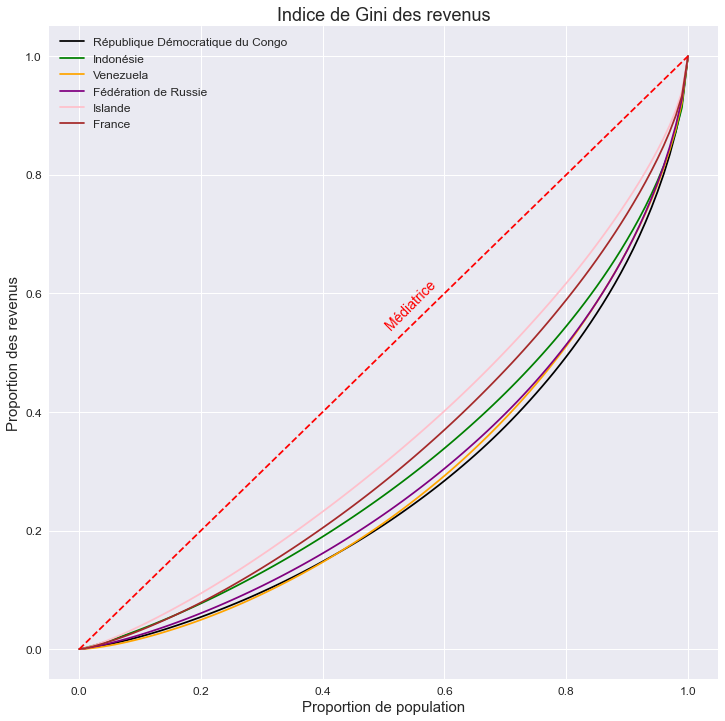 Indice de Gini des revenus
République Démocratique du Congo
Indonésie
Venezuela
Fédération de Russie
Islande
France
1.0
0.8
0.6
0.4
0.2
0.0
Proportion des revenus
Médiatrice
0.0 0.2 0.4 0.6 0.8 1.0
Proportion de population